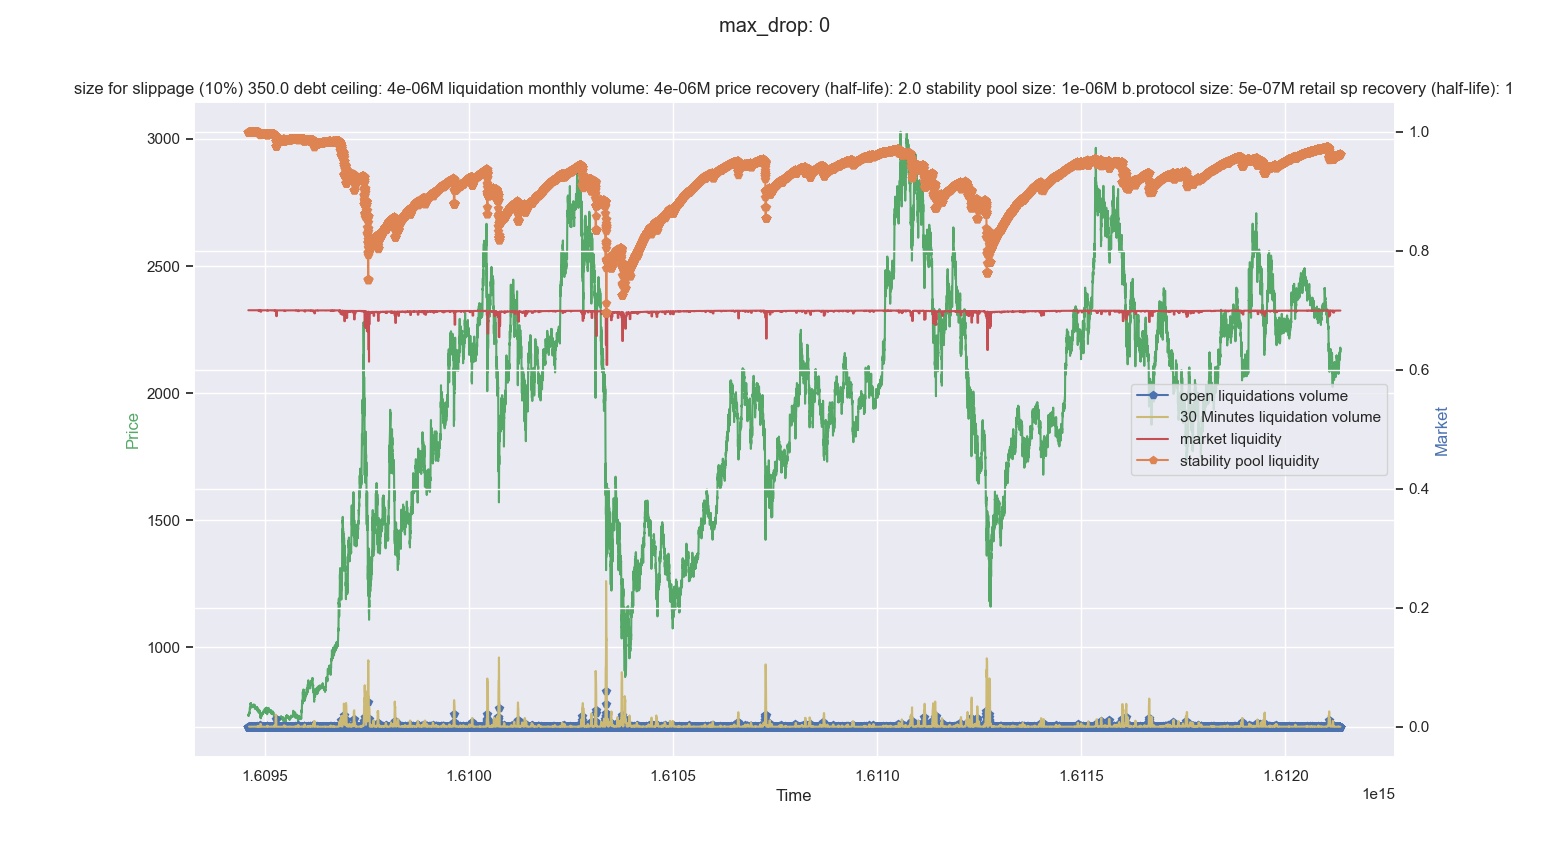 max_drop: 0
size for slippage (10%) 350.0 debt ceiling: 4e-06M liquidation monthly volume: 4e-06M price recovery (half-life): 2.0 stability pool size: 1e-06M b.protocol size: 5e-07M retail sp recovery (half-life): 1
3000
2500
2000
1500
1000
Price
1.0
0.8
0.6
0.4
0.2
0.0
Market
open liquidations volume
30 Minutes liquidation volume
market liquidity
stability pool liquidity
1.6095
1.6100
1.6105
1.6110
1.6115
1.6120
Time
1e15